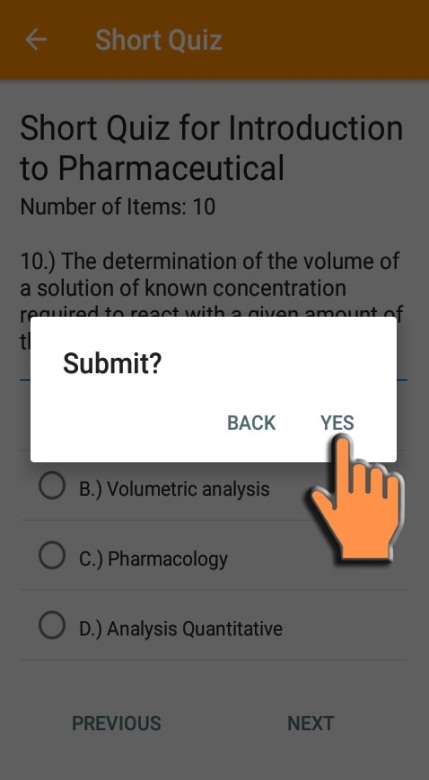 Short Quiz
Short Quiz for Introduction
to Pharmaceutical
Number of Items: 10
10.) The determination of the volume of
a solution of known concentration
required to react with a given amount of
Submit?
BACK YES
B.) Volumetric analysis
C.) Pharmacology
D.) Analysis Quantitative
PREVIOUS NEXT